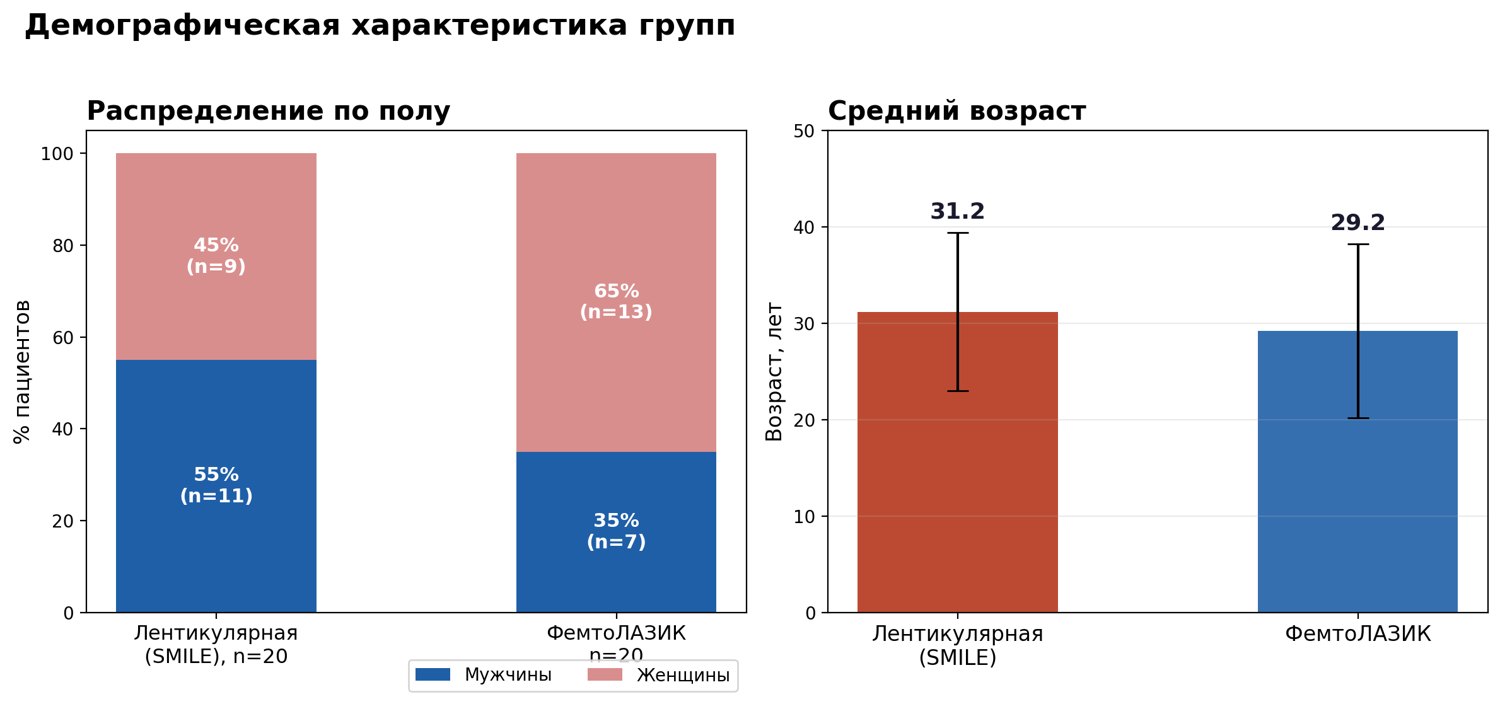 Демографическая характеристика групп
Распределение по полу
% пациентов
100
80
60
40
20
0
45%
(n=9)
55%
(n=11)
65%
(n=13)
35%
(n=7)
Лентикулярная
(SMILE), n=20
ФемтоЛАЗИК
n=20
Мужчины
Женщины
Средний возраст
Возраст, лет
50
40
30
20
10
0
31.2
29.2
Лентикулярная
(SMILE)
ФемтоЛАЗИК